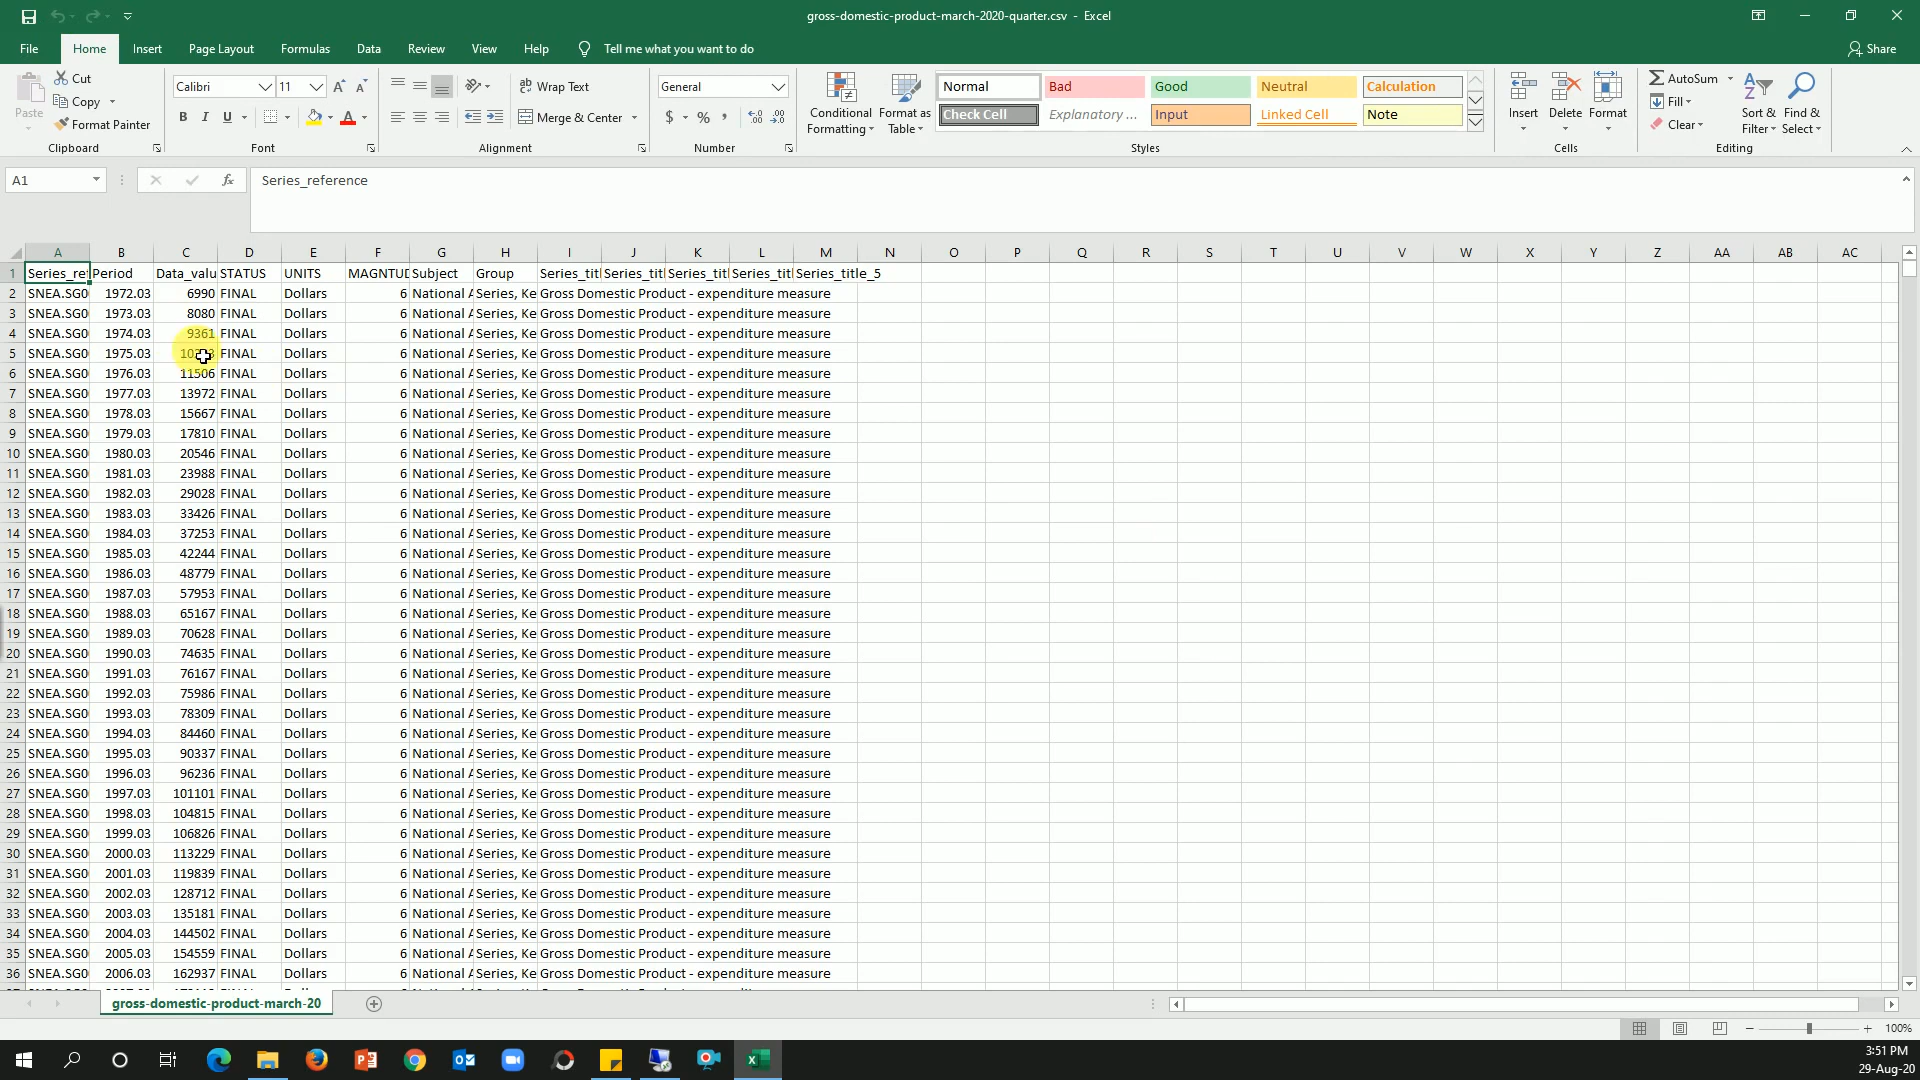 gross-domestic-product-march-2020-quarter.csv - Excel
File Home Insert Page Layout Formulas Data Review View Help Tell me what you want to do Share
Paste Cut Copy Format Painter Clipboard
Calibri 11 A A B I U A Font
ab Wrap Text Merge & Center Alignment
General $ % , Number
Conditional Formatting Format as Table
Normal Bad Good Neutral Calculation
Check Cell Explanatory ... Input Linked Cell Note
Styles
Insert Delete Format Cells
AutoSum Fill Clear Sort & Filter Find & Select Editing
A1 fx Series_reference
A B C D E F G H I J K L M N O P Q R S T U V W X Y Z AA AB AC
1 Series_ref Period Data_valu STATUS UNITS MAGNTUD Subject Group Series_titl Series_titl Series_titl Series_titl Series_title_5
2 SNEA.SG0 1972.03 6990 FINAL Dollars 6 National A Series, Ke Gross Domestic Product - expenditure measure
3 SNEA.SG0 1973.03 8080 FINAL Dollars 6 National A Series, Ke Gross Domestic Product - expenditure measure
4 SNEA.SG0 1974.03 9361 FINAL Dollars 6 National A Series, Ke Gross Domestic Product - expenditure measure
5 SNEA.SG0 1975.03 FINAL Dollars 6 National A Series, Ke Gross Domestic Product - expenditure measure
6 SNEA.SG0 1976.03 11506 FINAL Dollars 6 National A Series, Ke Gross Domestic Product - expenditure measure
7 SNEA.SG0 1977.03 13972 FINAL Dollars 6 National A Series, Ke Gross Domestic Product - expenditure measure
8 SNEA.SG0 1978.03 15667 FINAL Dollars 6 National A Series, Ke Gross Domestic Product - expenditure measure
9 SNEA.SG0 1979.03 17810 FINAL Dollars 6 National A Series, Ke Gross Domestic Product - expenditure measure
10 SNEA.SG0 1980.03 20546 FINAL Dollars 6 National A Series, Ke Gross Domestic Product - expenditure measure
11 SNEA.SG0 1981.03 23988 FINAL Dollars 6 National A Series, Ke Gross Domestic Product - expenditure measure
12 SNEA.SG0 1982.03 29028 FINAL Dollars 6 National A Series, Ke Gross Domestic Product - expenditure measure
13 SNEA.SG0 1983.03 33426 FINAL Dollars 6 National A Series, Ke Gross Domestic Product - expenditure measure
14 SNEA.SG0 1984.03 37253 FINAL Dollars 6 National A Series, Ke Gross Domestic Product - expenditure measure
15 SNEA.SG0 1985.03 42244 FINAL Dollars 6 National A Series, Ke Gross Domestic Product - expenditure measure
16 SNEA.SG0 1986.03 48779 FINAL Dollars 6 National A Series, Ke Gross Domestic Product - expenditure measure
17 SNEA.SG0 1987.03 57953 FINAL Dollars 6 National A Series, Ke Gross Domestic Product - expenditure measure
18 SNEA.SG0 1988.03 65167 FINAL Dollars 6 National A Series, Ke Gross Domestic Product - expenditure measure
19 SNEA.SG0 1989.03 70628 FINAL Dollars 6 National A Series, Ke Gross Domestic Product - expenditure measure
20 SNEA.SG0 1990.03 74635 FINAL Dollars 6 National A Series, Ke Gross Domestic Product - expenditure measure
21 SNEA.SG0 1991.03 76167 FINAL Dollars 6 National A Series, Ke Gross Domestic Product - expenditure measure
22 SNEA.SG0 1992.03 75986 FINAL Dollars 6 National A Series, Ke Gross Domestic Product - expenditure measure
23 SNEA.SG0 1993.03 78309 FINAL Dollars 6 National A Series, Ke Gross Domestic Product - expenditure measure
24 SNEA.SG0 1994.03 84460 FINAL Dollars 6 National A Series, Ke Gross Domestic Product - expenditure measure
25 SNEA.SG0 1995.03 90337 FINAL Dollars 6 National A Series, Ke Gross Domestic Product - expenditure measure
26 SNEA.SG0 1996.03 96236 FINAL Dollars 6 National A Series, Ke Gross Domestic Product - expenditure measure
27 SNEA.SG0 1997.03 101101 FINAL Dollars 6 National A Series, Ke Gross Domestic Product - expenditure measure
28 SNEA.SG0 1998.03 104815 FINAL Dollars 6 National A Series, Ke Gross Domestic Product - expenditure measure
29 SNEA.SG0 1999.03 106826 FINAL Dollars 6 National A Series, Ke Gross Domestic Product - expenditure measure
30 SNEA.SG0 2000.03 113229 FINAL Dollars 6 National A Series, Ke Gross Domestic Product - expenditure measure
31 SNEA.SG0 2001.03 119839 FINAL Dollars 6 National A Series, Ke Gross Domestic Product - expenditure measure
32 SNEA.SG0 2002.03 128712 FINAL Dollars 6 National A Series, Ke Gross Domestic Product - expenditure measure
33 SNEA.SG0 2003.03 135181 FINAL Dollars 6 National A Series, Ke Gross Domestic Product - expenditure measure
34 SNEA.SG0 2004.03 144502 FINAL Dollars 6 National A Series, Ke Gross Domestic Product - expenditure measure
35 SNEA.SG0 2005.03 154559 FINAL Dollars 6 National A Series, Ke Gross Domestic Product - expenditure measure
36 SNEA.SG0 2006.03 162937 FINAL Dollars 6 National A Series, Ke Gross Domestic Product - expenditure measure
gross-domestic-product-march-20
100%
3:51 PM
29-Aug-20